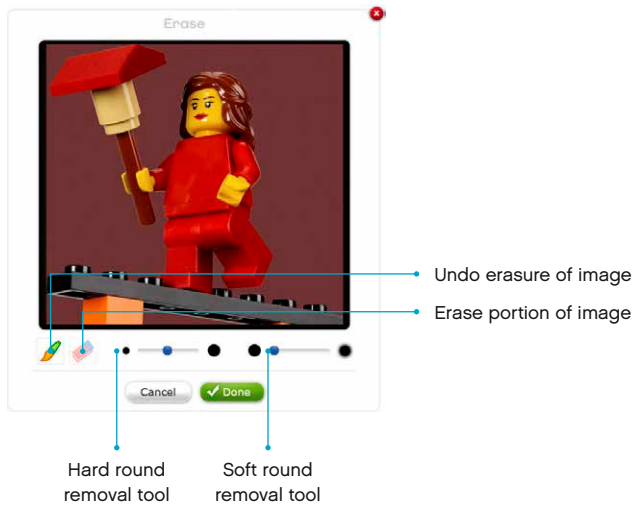 Erase
Undo erasure of image
Erase portion of image
Cancel
Done
Hard round
removal tool
Soft round
removal tool